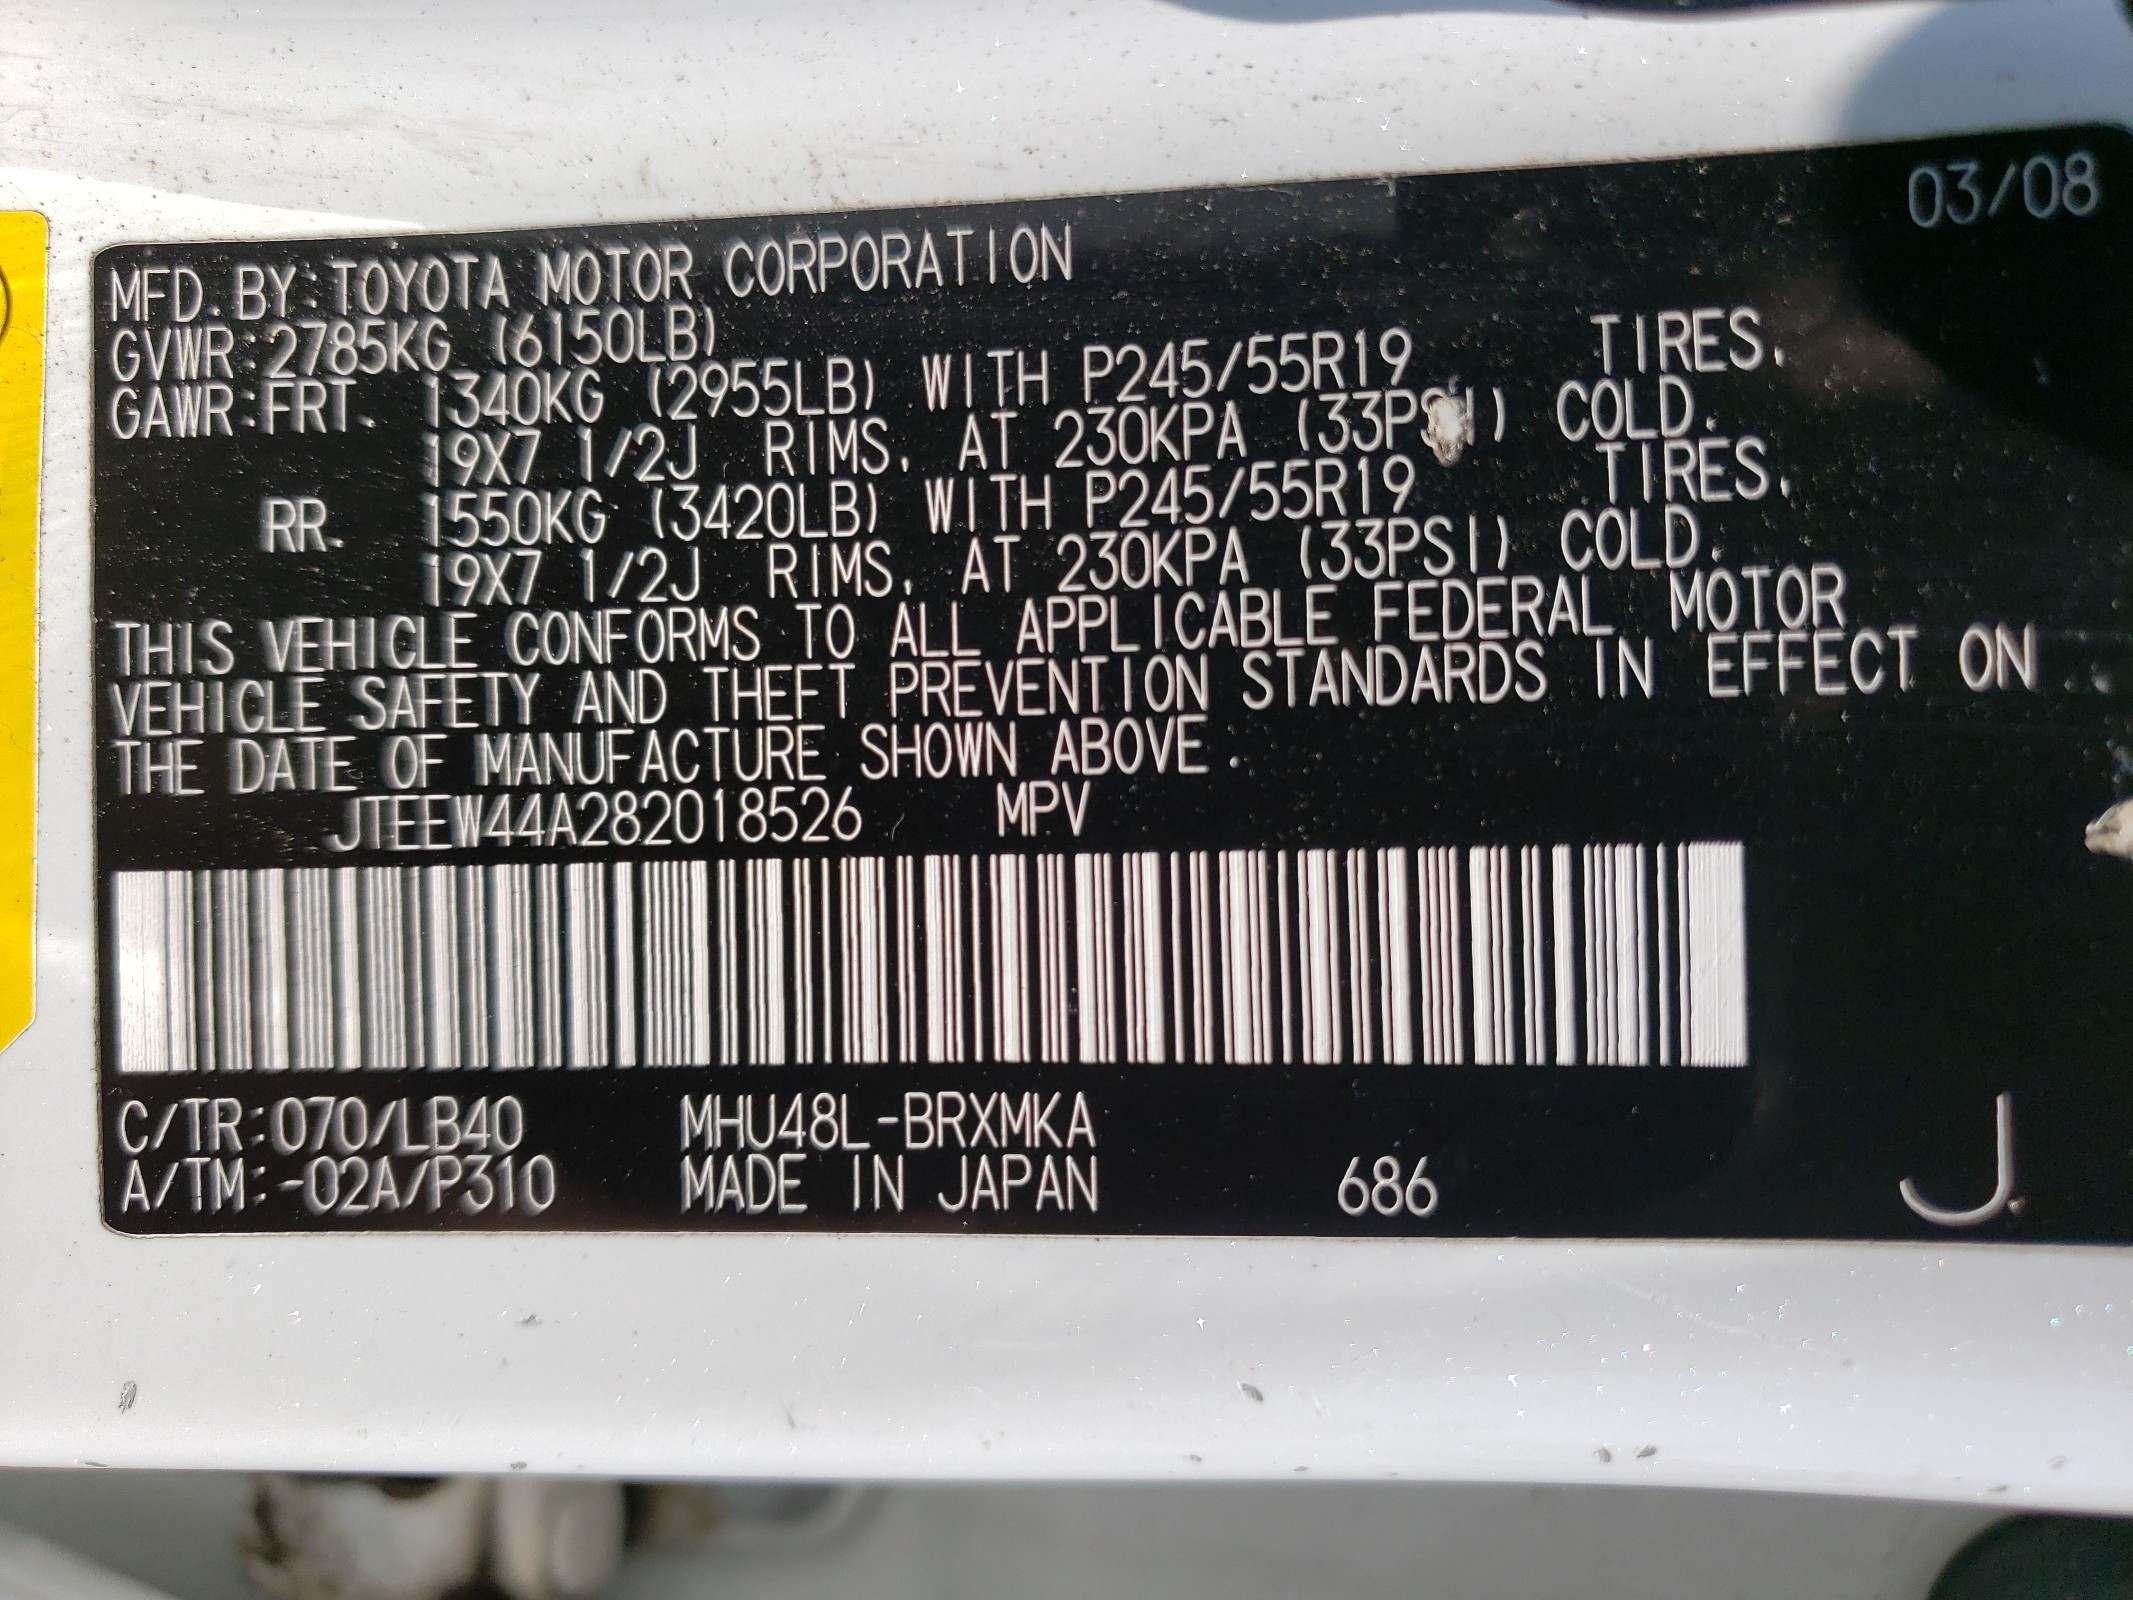 03/08
MFD. BY: TOYOTA MOTOR CORPORATION
GVWR: 2785KG (6150LB)
GAWR: FRT. 1340KG (2955LB) WITH P245/55R19 TIRES,
19X7 1/2J RIMS, AT 230KPA (33PSI) COLD.
RR. 1550KG (3420LB) WITH P245/55R19 TIRES,
19X7 1/2J RIMS, AT 230KPA (33PSI) COLD.
THIS VEHICLE CONFORMS TO ALL APPLICABLE FEDERAL MOTOR
VEHICLE SAFETY AND THEFT PREVENTION STANDARDS IN EFFECT ON
THE DATE OF MANUFACTURE SHOWN ABOVE.
JTEEW44A282018526 MPV
C/TR: 070/LB40 MHU48L-BRXMKA
A/TM: -02A/P310 MADE IN JAPAN 686 J